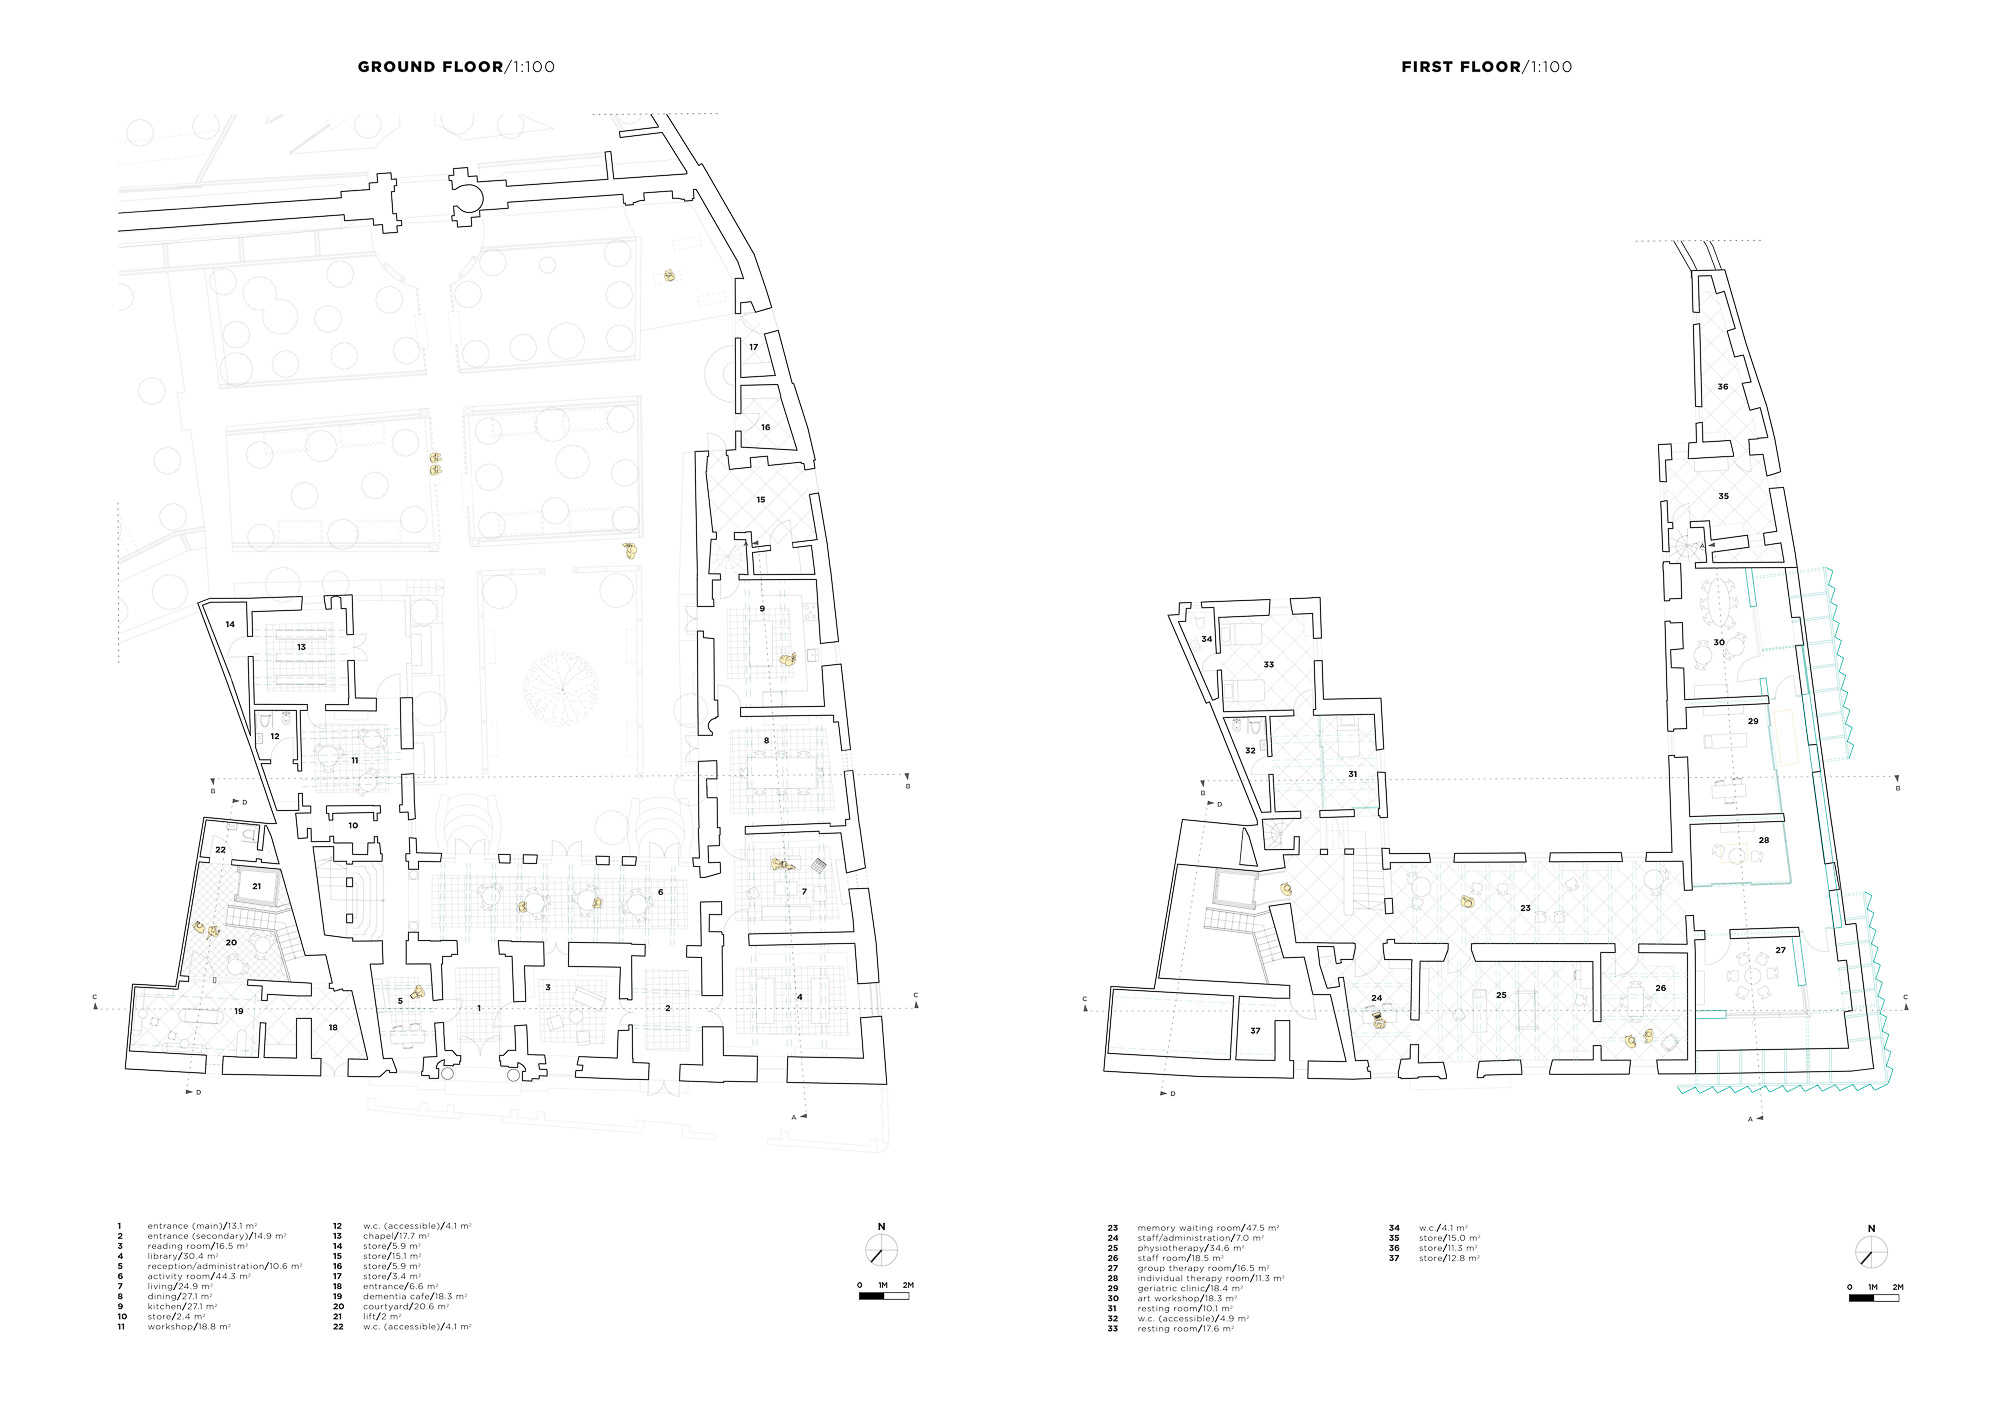 GROUND FLOOR/1:100
17
16
15
A
9
14
13
12
8
11
B
B
D
10
22
7
21
6
20
C
C
5
3
4
1
2
19
18
D
A
1 entrance (main)/13.1 m²
2 entrance (secondary)/14.9 m²
3 reading room/16.5 m²
4 library/30.4 m²
5 reception/administration/10.6 m²
6 activity room/44.3 m²
7 living/24.9 m²
8 dining/27.1 m²
9 kitchen/27.1 m²
10 store/2.4 m²
11 workshop/18.8 m²
12 w.c. (accessible)/4.1 m²
13 chapel/17.7 m²
14 store/5.9 m²
15 store/15.1 m²
16 store/5.9 m²
17 store/3.4 m²
18 entrance/6.6 m²
19 dementia cafe/18.3 m²
20 courtyard/20.6 m²
21 lift/2 m²
22 w.c. (accessible)/4.1 m²
N
0 1M 2M
FIRST FLOOR/1:100
36
35
A
34
30
33
29
32
31
B
B
D
28
23
27
26
25
24
C
C
37
D
A
23 memory waiting room/47.5 m²
24 staff/administration/7.0 m²
25 physiotherapy/34.6 m²
26 staff room/18.5 m²
27 group therapy room/16.5 m²
28 individual therapy room/11.3 m²
29 geriatric clinic/18.4 m²
30 art workshop/18.3 m²
31 resting room/10.1 m²
32 w.c. (accessible)/4.9 m²
33 resting room/17.6 m²
34 w.c./4.1 m²
35 store/15.0 m²
36 store/11.3 m²
37 store/12.8 m²
N
0 1M 2M